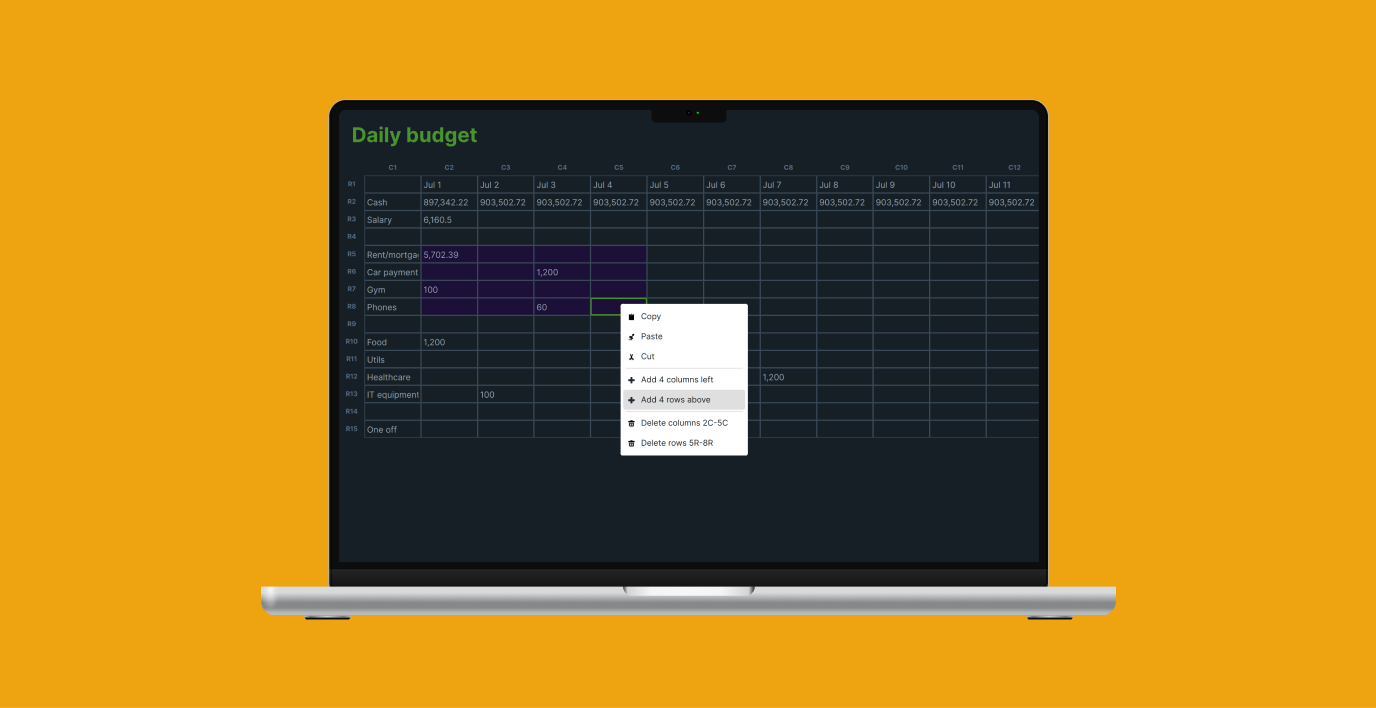 Daily budget
C1 C2 C3 C4 C5 C6 C7 C8 C9 C10 C11 C12
R1 Jul 1 Jul 2 Jul 3 Jul 4 Jul 5 Jul 6 Jul 7 Jul 8 Jul 9 Jul 10 Jul 11
R2 Cash 897,342.22 903,502.72 903,502.72 903,502.72 903,502.72 903,502.72 903,502.72 903,502.72 903,502.72 903,502.72 903,502.72
R3 Salary 6,160.5
R4
R5 Rent/mortga 5,702.39
R6 Car payment 1,200
R7 Gym 100
R8 Phones 60
R9
R10 Food 1,200
R11 Utils
R12 Healthcare 1,200
R13 IT equipment 100
R14
R15 One off
Copy
Paste
Cut
Add 4 columns left
Add 4 rows above
Delete columns 2C-5C
Delete rows 5R-8R